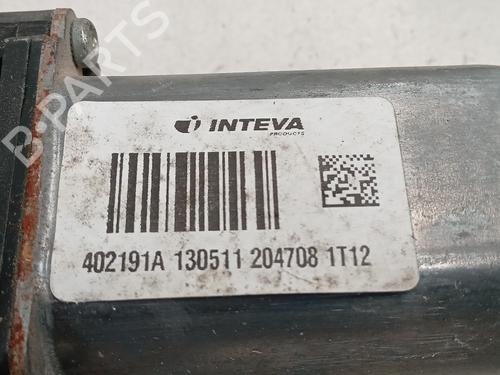 B-PARTS
INTEVA
PRODUCTS
402191A 130511 204708 1T12